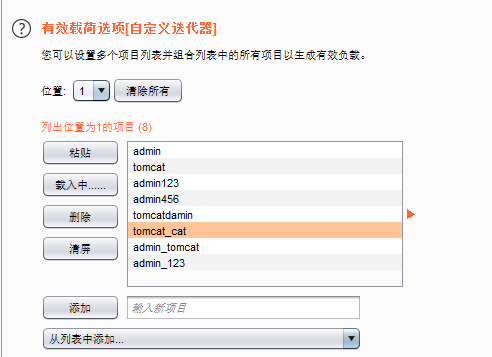 有效载荷选项[自定义迭代器]
您可以设置多个项目列表并组合列表中的所有项目以生成有效负载。
位置: 1 清除所有
列出位置为1的项目 (8)
粘贴
载入中......
删除
清屏
admin
tomcat
admin123
admin456
tomcatdamin
tomcat_cat
admin_tomcat
admin_123
添加 输入新项目
从列表中添加...